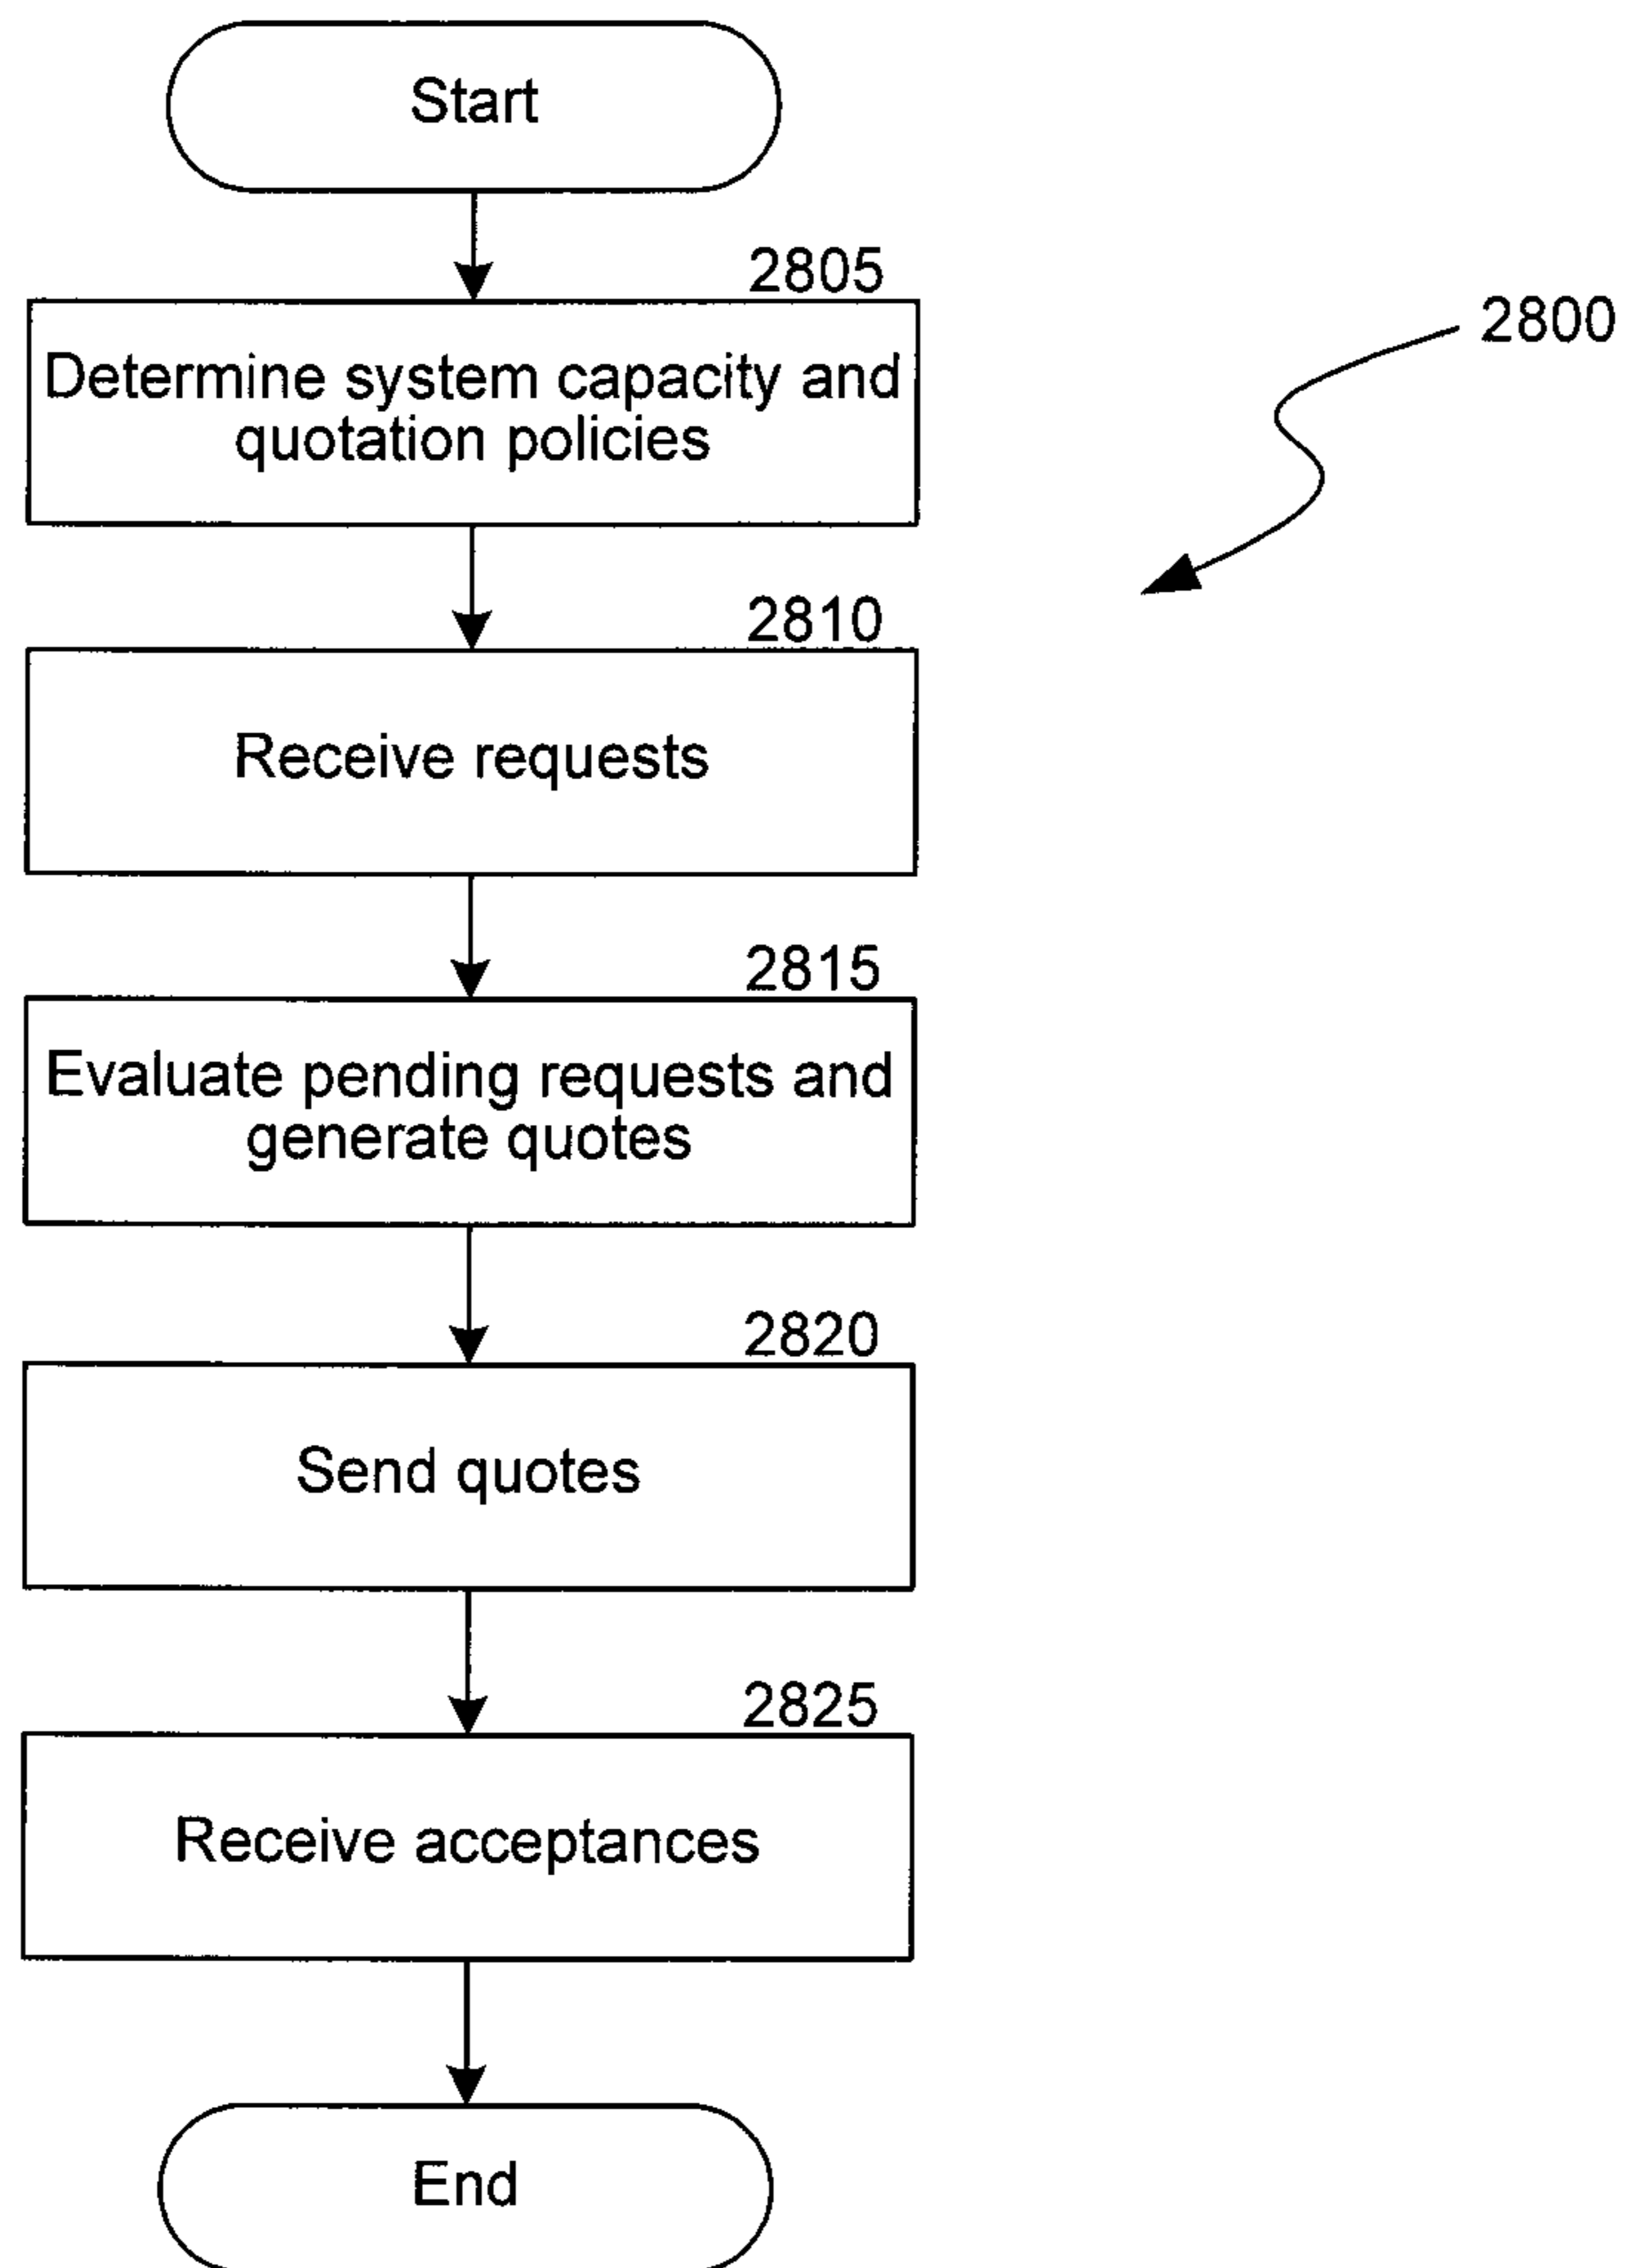 Start
2805
2800
Determine system capacity and
quotation policies
2810
Receive requests
2815
Evaluate pending requests and
generate quotes
2820
Send quotes
2825
Receive acceptances
End